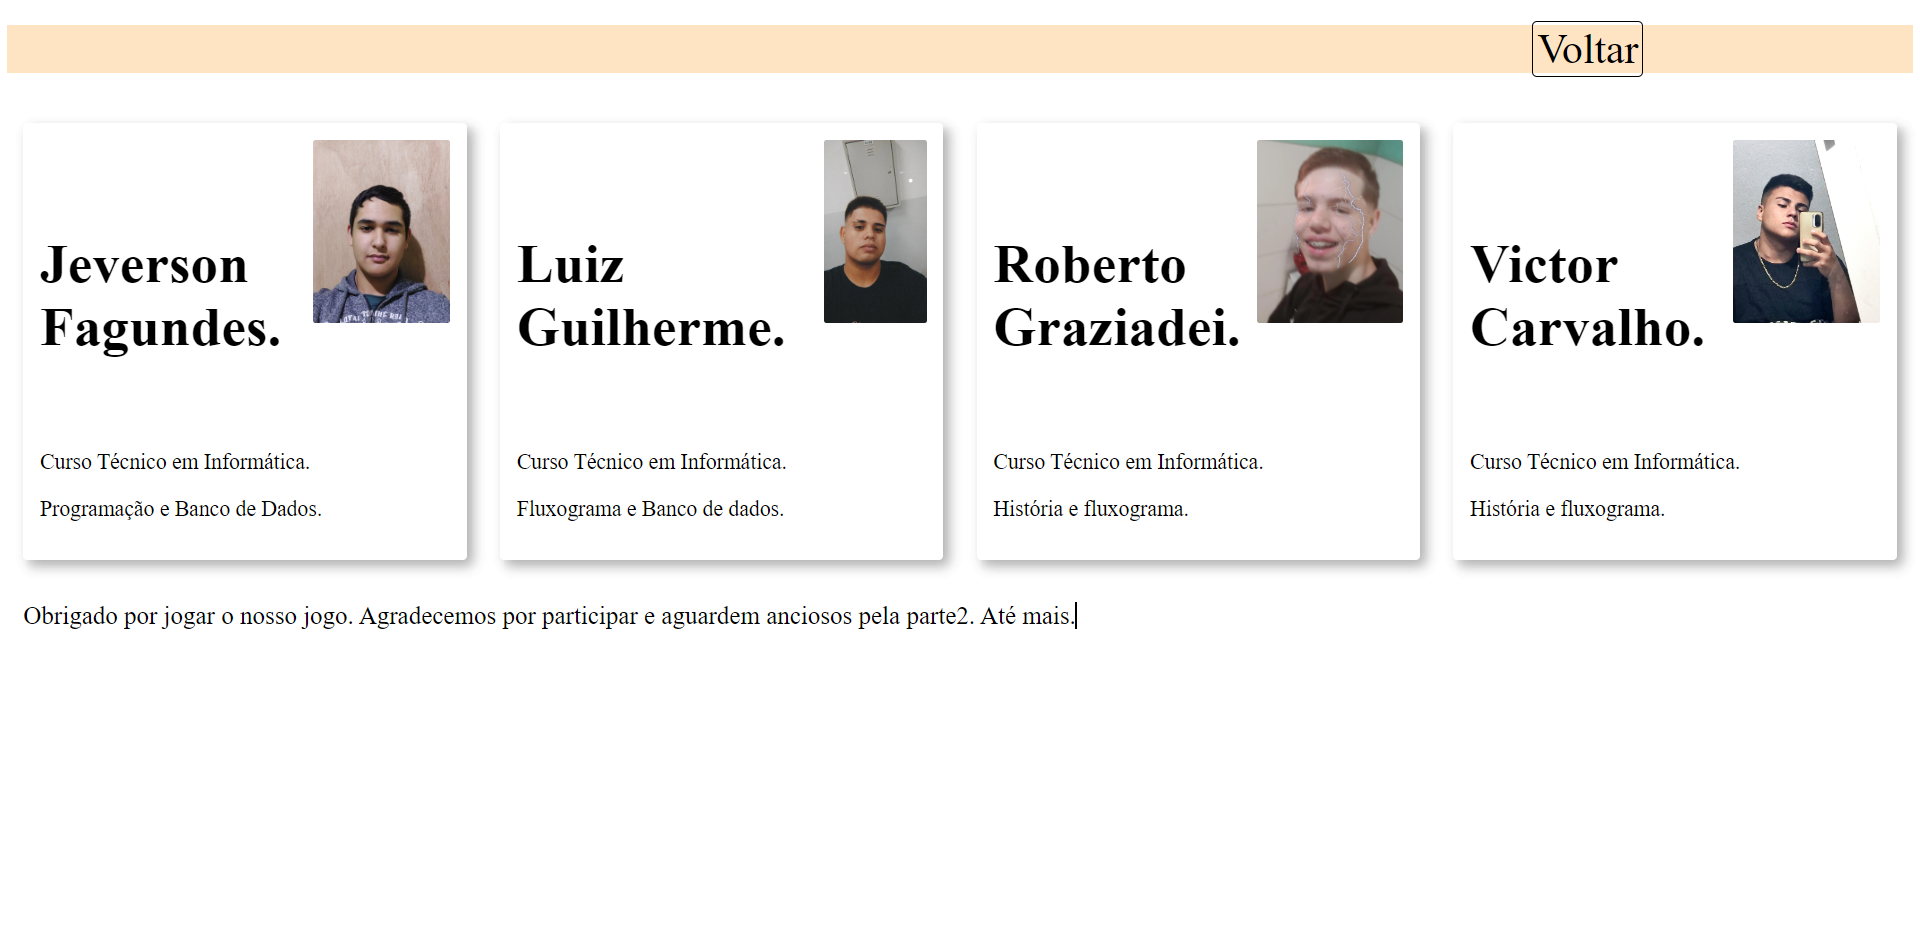 Voltar
Jeverson
Fagundes.
Curso Técnico em Informática.
Programação e Banco de Dados.
Luiz
Guilherme.
Curso Técnico em Informática.
Fluxograma e Banco de dados.
Roberto
Graziadei.
Curso Técnico em Informática.
História e fluxograma.
Victor
Carvalho.
Curso Técnico em Informática.
História e fluxograma.
Obrigado por jogar o nosso jogo. Agradecemos por participar e aguardem anciosos pela parte2. Até mais.